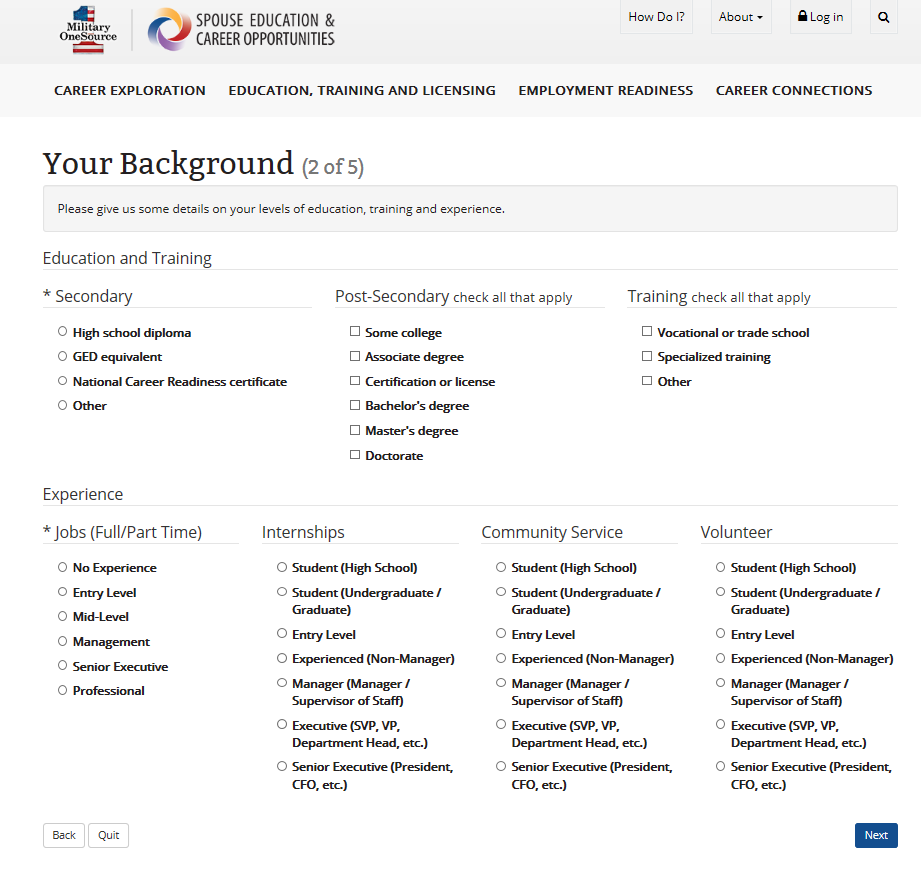 Military
OneSource
SPOUSE EDUCATION &
CAREER OPPORTUNITIES
How Do I?
About
Log in
CAREER EXPLORATION
EDUCATION, TRAINING AND LICENSING
EMPLOYMENT READINESS
CAREER CONNECTIONS
Your Background (2 of 5)
Please give us some details on your levels of education, training and experience.
Education and Training
* Secondary
High school diploma
GED equivalent
National Career Readiness certificate
Other
Post-Secondary check all that apply
Some college
Associate degree
Certification or license
Bachelor's degree
Master's degree
Doctorate
Training check all that apply
Vocational or trade school
Specialized training
Other
Experience
* Jobs (Full/Part Time)
No Experience
Entry Level
Mid-Level
Management
Senior Executive
Professional
Internships
Student (High School)
Student (Undergraduate /
Graduate)
Entry Level
Experienced (Non-Manager)
Manager (Manager /
Supervisor of Staff)
Executive (SVP, VP,
Department Head, etc.)
Senior Executive (President,
CFO, etc.)
Community Service
Student (High School)
Student (Undergraduate /
Graduate)
Entry Level
Experienced (Non-Manager)
Manager (Manager /
Supervisor of Staff)
Executive (SVP, VP,
Department Head, etc.)
Senior Executive (President,
CFO, etc.)
Volunteer
Student (High School)
Student (Undergraduate /
Graduate)
Entry Level
Experienced (Non-Manager)
Manager (Manager /
Supervisor of Staff)
Executive (SVP, VP,
Department Head, etc.)
Senior Executive (President,
CFO, etc.)
Back
Quit
Next